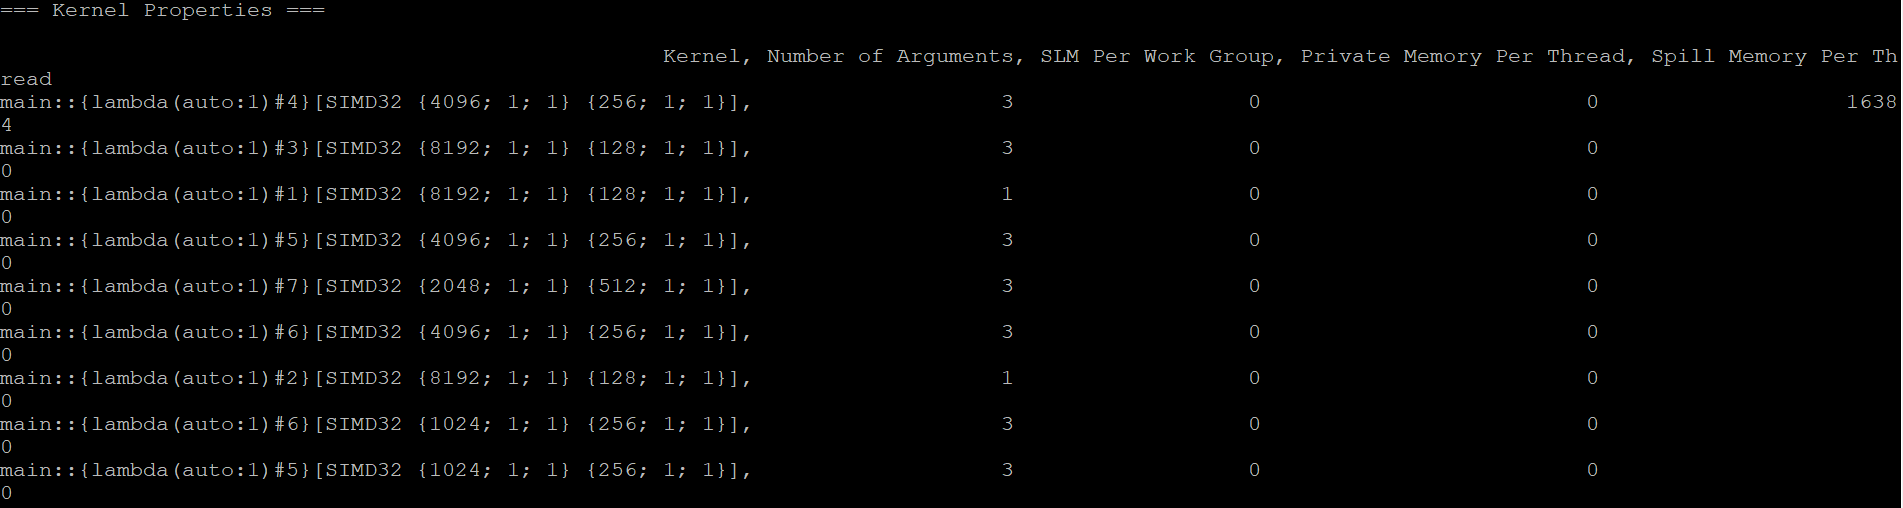 === Kernel Properties ===
Kernel, Number of Arguments, SLM Per Work Group, Private Memory Per Thread, Spill Memory Per Th
read
main::{lambda(auto:1)#4}[SIMD32 {4096; 1; 1} {256; 1; 1}], 3 0 0 1638
4
main::{lambda(auto:1)#3}[SIMD32 {8192; 1; 1} {128; 1; 1}], 3 0 0
0
main::{lambda(auto:1)#1}[SIMD32 {8192; 1; 1} {128; 1; 1}], 1 0 0
0
main::{lambda(auto:1)#5}[SIMD32 {4096; 1; 1} {256; 1; 1}], 3 0 0
0
main::{lambda(auto:1)#7}[SIMD32 {2048; 1; 1} {512; 1; 1}], 3 0 0
0
main::{lambda(auto:1)#6}[SIMD32 {4096; 1; 1} {256; 1; 1}], 3 0 0
0
main::{lambda(auto:1)#2}[SIMD32 {8192; 1; 1} {128; 1; 1}], 1 0 0
0
main::{lambda(auto:1)#6}[SIMD32 {1024; 1; 1} {256; 1; 1}], 3 0 0
0
main::{lambda(auto:1)#5}[SIMD32 {1024; 1; 1} {256; 1; 1}], 3 0 0
0